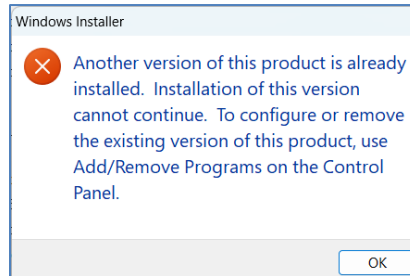 Windows Installer
Another version of this product is already
installed. Installation of this version
cannot continue. To configure or remove
the existing version of this product, use
Add/Remove Programs on the Control
Panel.
OK